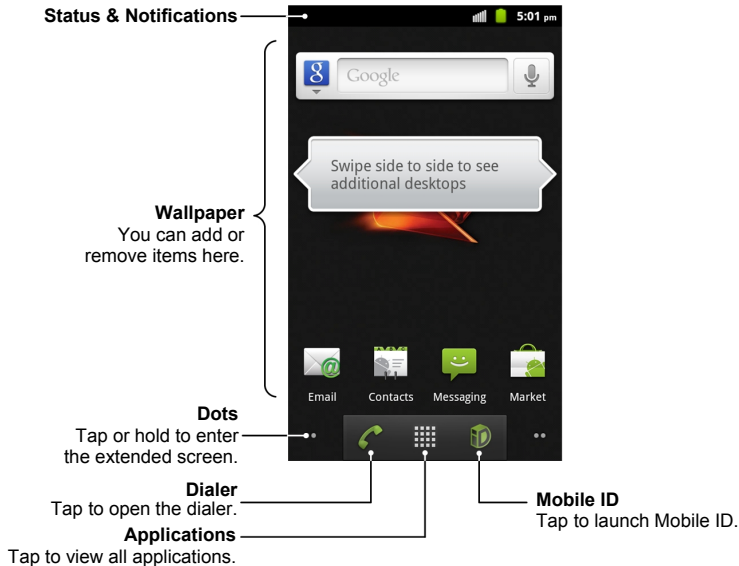 Status & Notifications
5:01 pm
8
Google
Swipe side to side to see
additional desktops
Wallpaper
You can add or
remove items here.
@
Email
Contacts
Messaging
Market
Dots
Tap or hold to enter
the extended screen.
Dialer
Tap to open the dialer.
Applications
Tap to view all applications.
Mobile ID
Tap to launch Mobile ID.